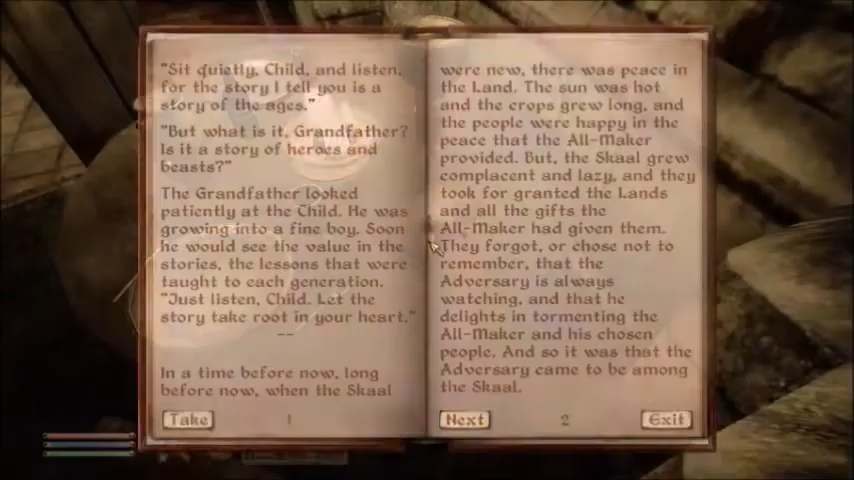 "Sit quietly, Child, and listen,
for the story I tell you is a
story of the ages."
"But what is it, Grandfather?
Is it a story of heroes and
beasts?"
The Grandfather looked
patiently at the Child. He was
growing into a fine boy. Soon
he would see the value in the
stories, the lessons that were
taught to each generation.
"Just listen, Child. Let the
story take root in your heart."
--
In a time before now, long
before now, when the Skaal
Take
1
were new, there was peace in
the Land. The sun was hot
and the crops grew long, and
the people were happy in the
peace that the All-Maker
provided. But, the Skaal grew
complacent and lazy, and they
took for granted the Lands
and all the gifts the
All-Maker had given them.
They forgot, or chose not to
remember, that the
Adversary is always
watching, and that he
delights in tormenting the
All-Maker and his chosen
people. And so it was that the
Adversary came to be among
the Skaal.
Next
2
Exit